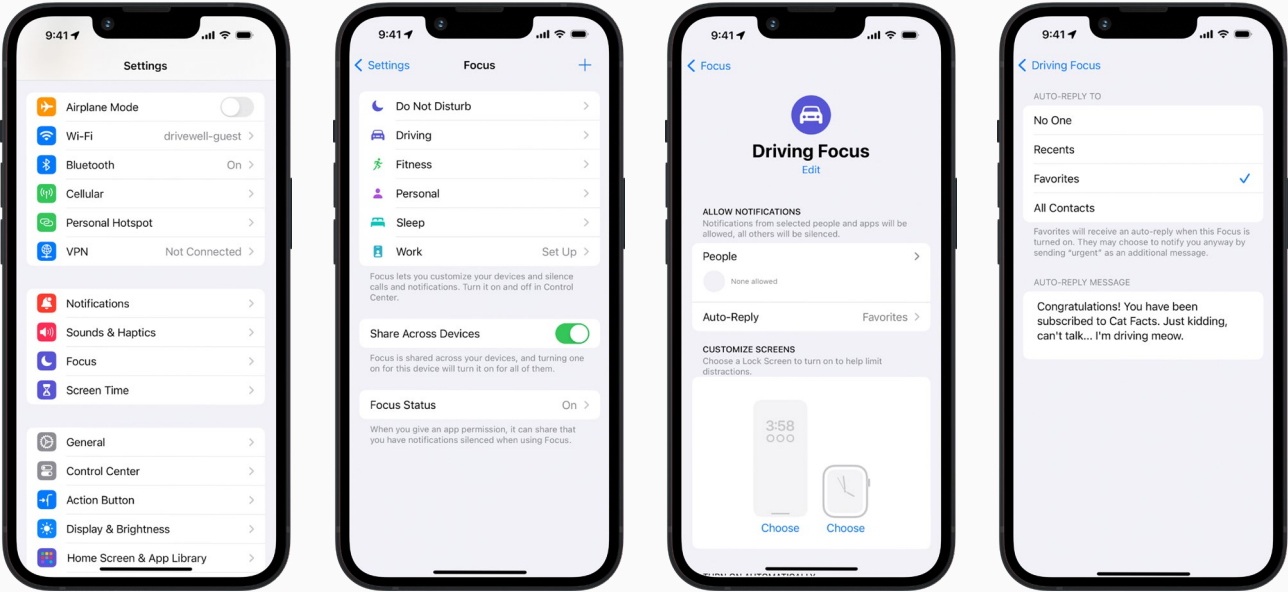 9:41
Settings
Airplane Mode
Wi-Fi drivewell-guest
Bluetooth On
Cellular
Personal Hotspot
VPN Not Connected
Notifications
Sounds & Haptics
Focus
Screen Time
General
Control Center
Action Button
Display & Brightness
Home Screen & App Library
9:41
Settings Focus
Do Not Disturb
Driving
Fitness
Personal
Sleep
Work Set Up
Focus lets you customize your devices and silence
calls and notifications. Turn it on and off in Control
Center.
Share Across Devices
Focus is shared across your devices, and turning one
on for this device will turn it on for all of them.
Focus Status On
When you give an app permission, it can share that
you have notifications silenced when using Focus.
9:41
Focus
Driving Focus
Edit
ALLOW NOTIFICATIONS
Notifications from selected people and apps will be
allowed, all others will be silenced.
People
None allowed
Auto-Reply Favorites
CUSTOMIZE SCREENS
Choose a Lock Screen to turn on to help limit
distractions.
3:58
Choose Choose
TURN ON AUTOMATICALLY
9:41
Driving Focus
AUTO-REPLY TO
No One
Recents
Favorites
All Contacts
Favorites will receive an auto-reply when this Focus is
turned on. They may choose to notify you anyway by
sending “urgent” as an additional message.
AUTO-REPLY MESSAGE
Congratulations! You have been
subscribed to Cat Facts. Just kidding,
can't talk... I'm driving meow.